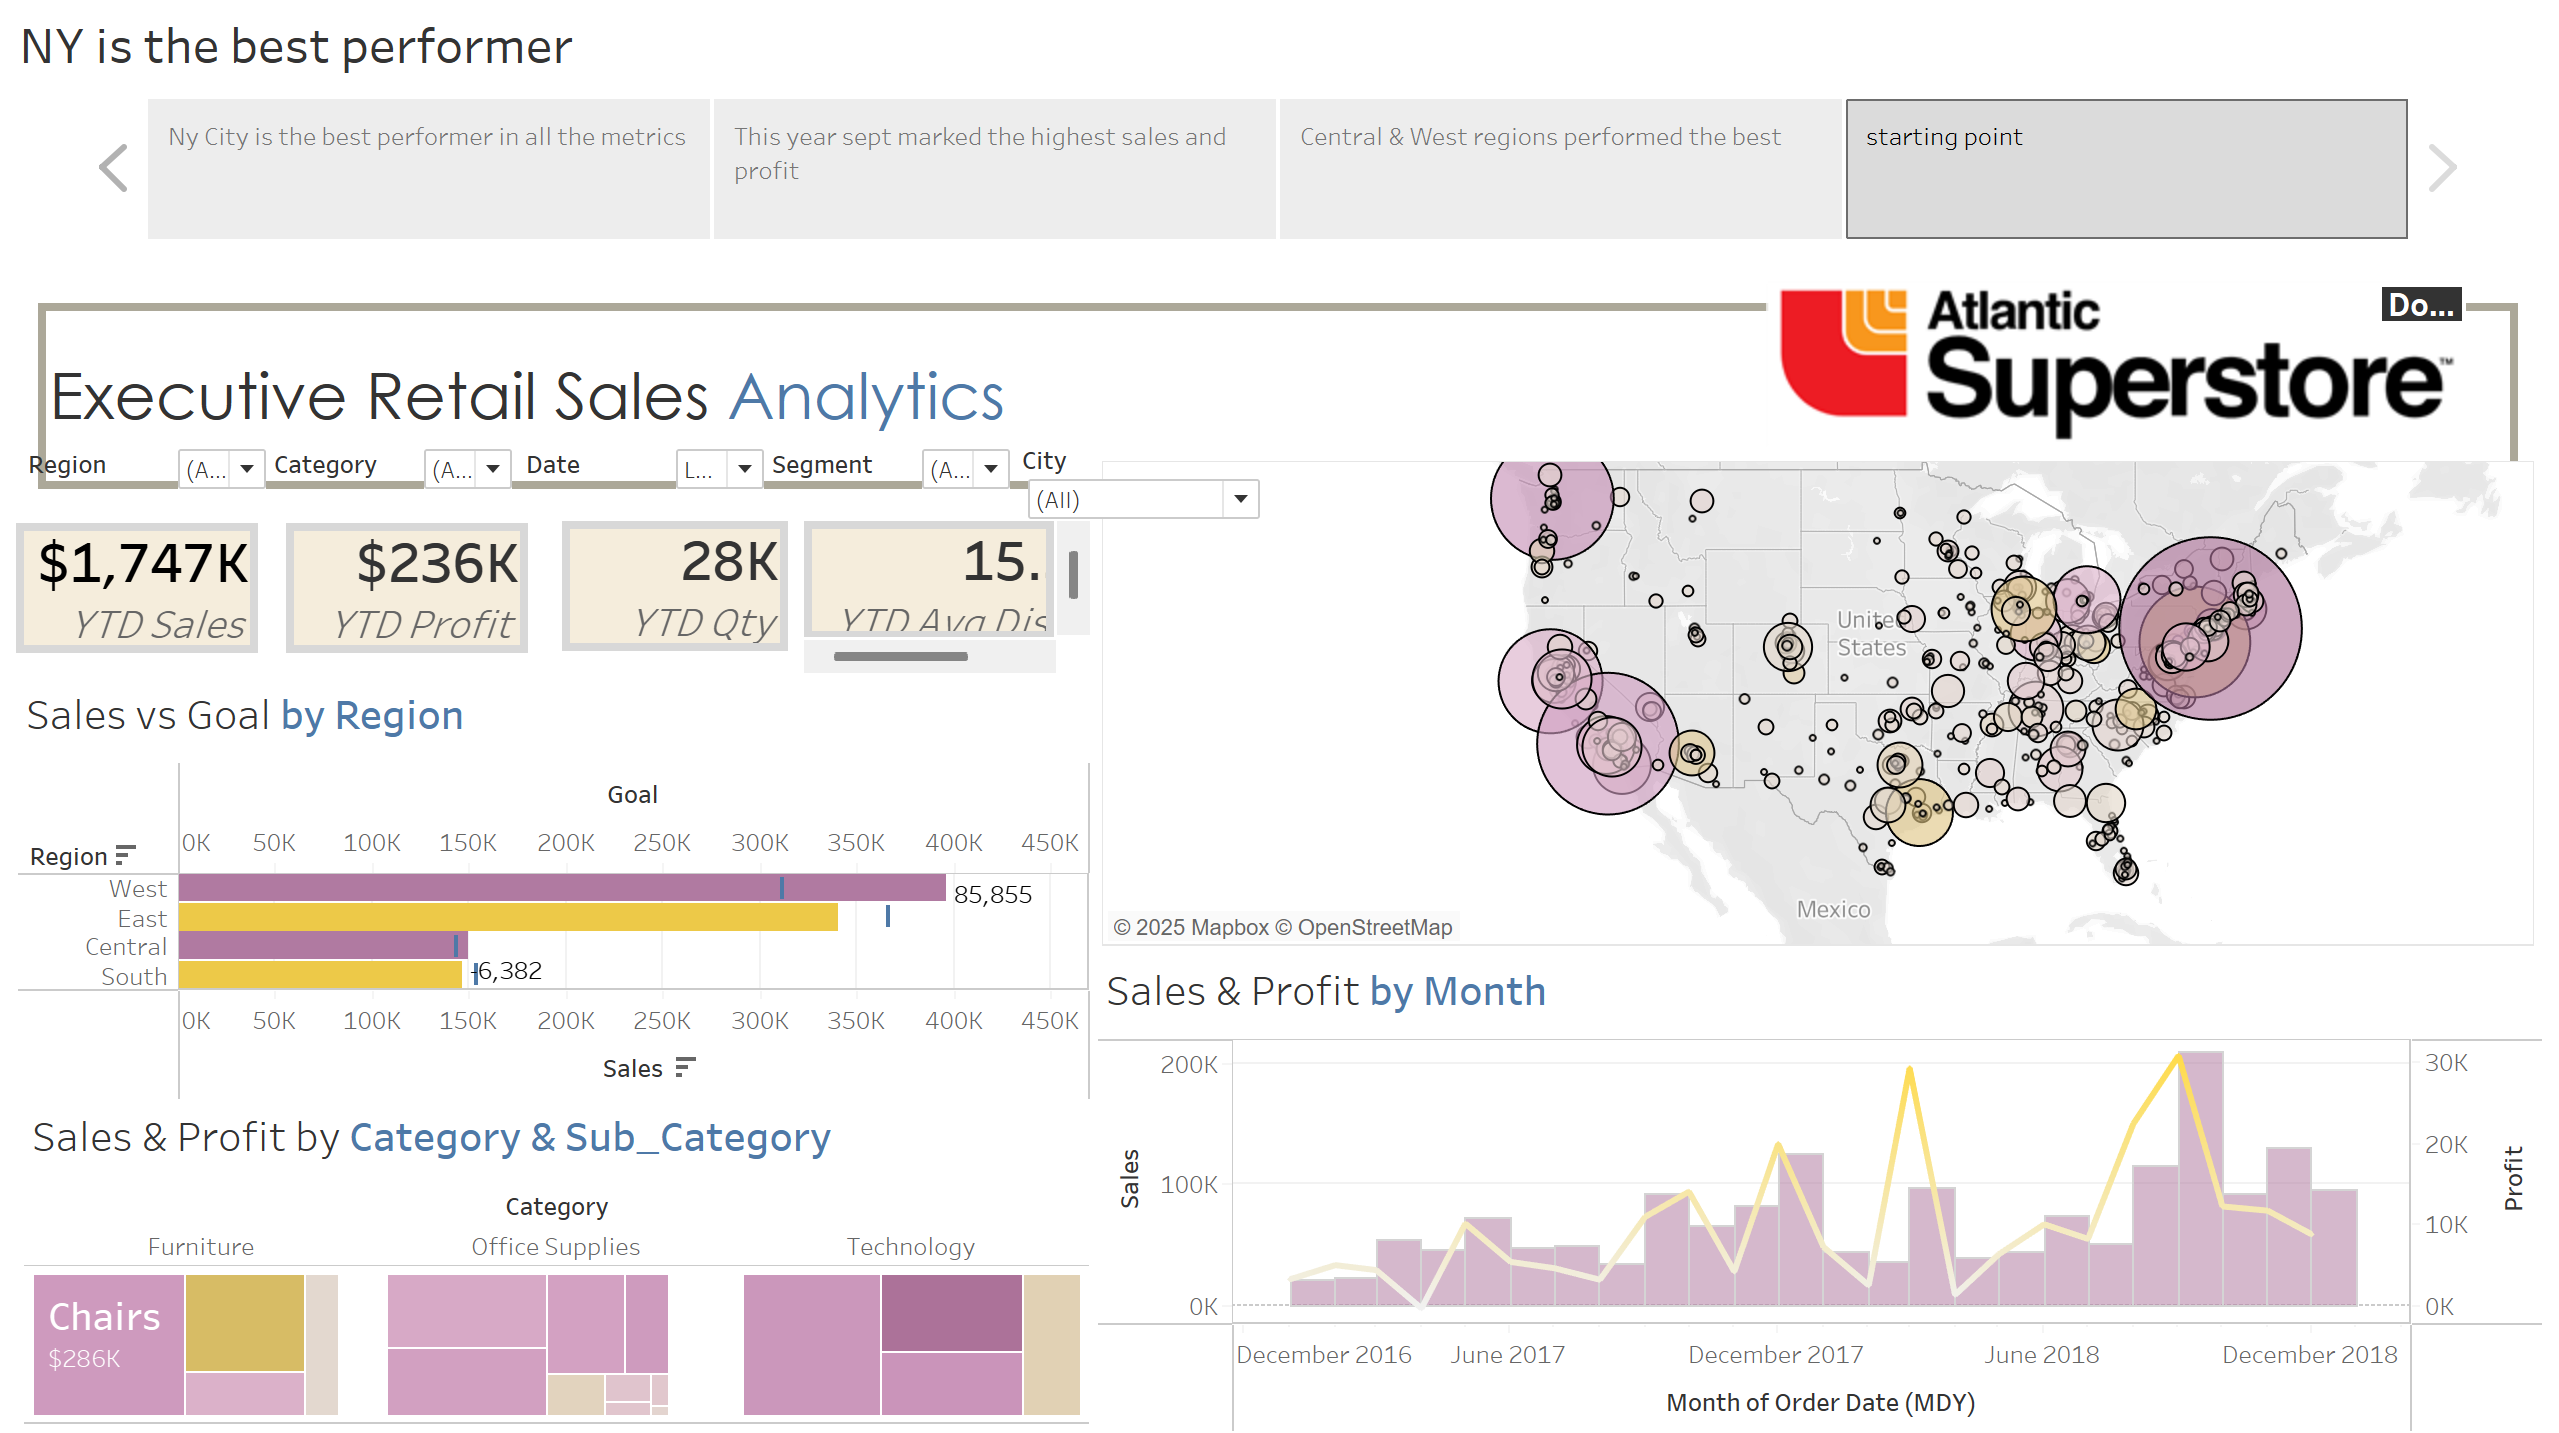 NY is the best performer
Ny City is the best performer in all the metrics
This year sept marked the highest sales and
profit
Central & West regions performed the best
starting point
Atlantic
Superstore™
Do...
Executive Retail Sales Analytics
Region
(A...
Category
(A...
Date
L...
Segment
(A...
City
(All)
$1,747K
YTD Sales
$236K
YTD Profit
28K
YTD Qty
15.
YTD Avg Dis
United
States
Mexico
© 2025 Mapbox © OpenStreetMap
Sales vs Goal by Region
Goal
0K 50K 100K 150K 200K 250K 300K 350K 400K 450K
Region
West
85,855
East
Central
South
-6,382
0K 50K 100K 150K 200K 250K 300K 350K 400K 450K
Sales
Sales & Profit by Category & Sub_Category
Category
Furniture
Office Supplies
Technology
Chairs
$286K
Sales & Profit by Month
200K
100K
0K
Sales
30K
20K
10K
0K
Profit
December 2016 June 2017 December 2017 June 2018 December 2018
Month of Order Date (MDY)